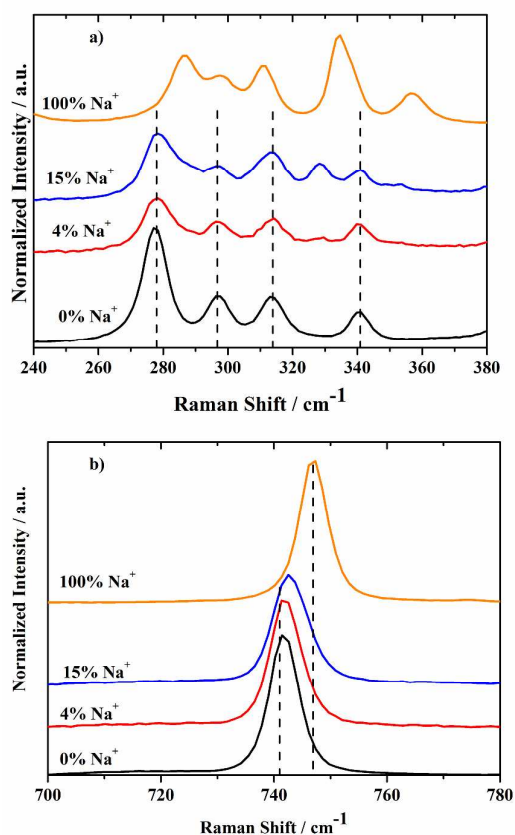 a)
Normalized Intensity / a.u.
100% Na⁺
15% Na⁺
4% Na⁺
0% Na⁺
240 260 280 300 320 340 360 380
Raman Shift / cm⁻¹
b)
Normalized Intensity / a.u.
100% Na⁺
15% Na⁺
4% Na⁺
0% Na⁺
700 720 740 760 780
Raman Shift / cm⁻¹